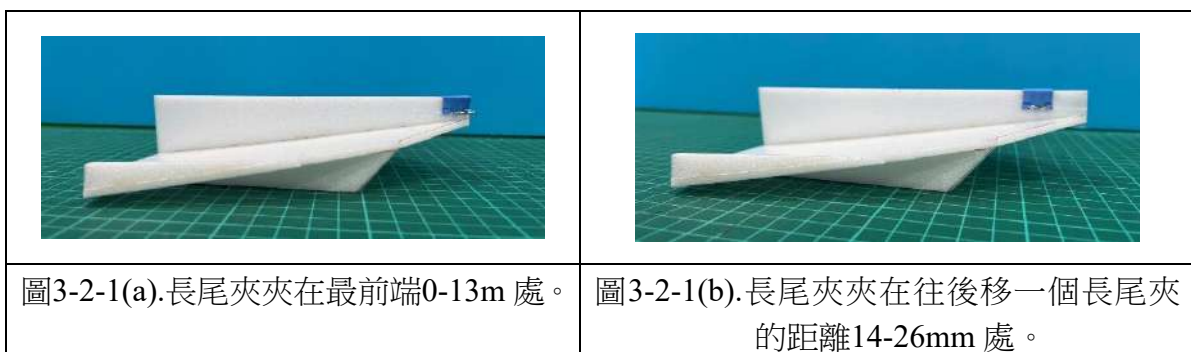 圖3-2-1(a).長尾夾夾在最前端0-13m 處。
圖3-2-1(b).長尾夾夾在往後移一個長尾夾
的距離14-26mm 處。